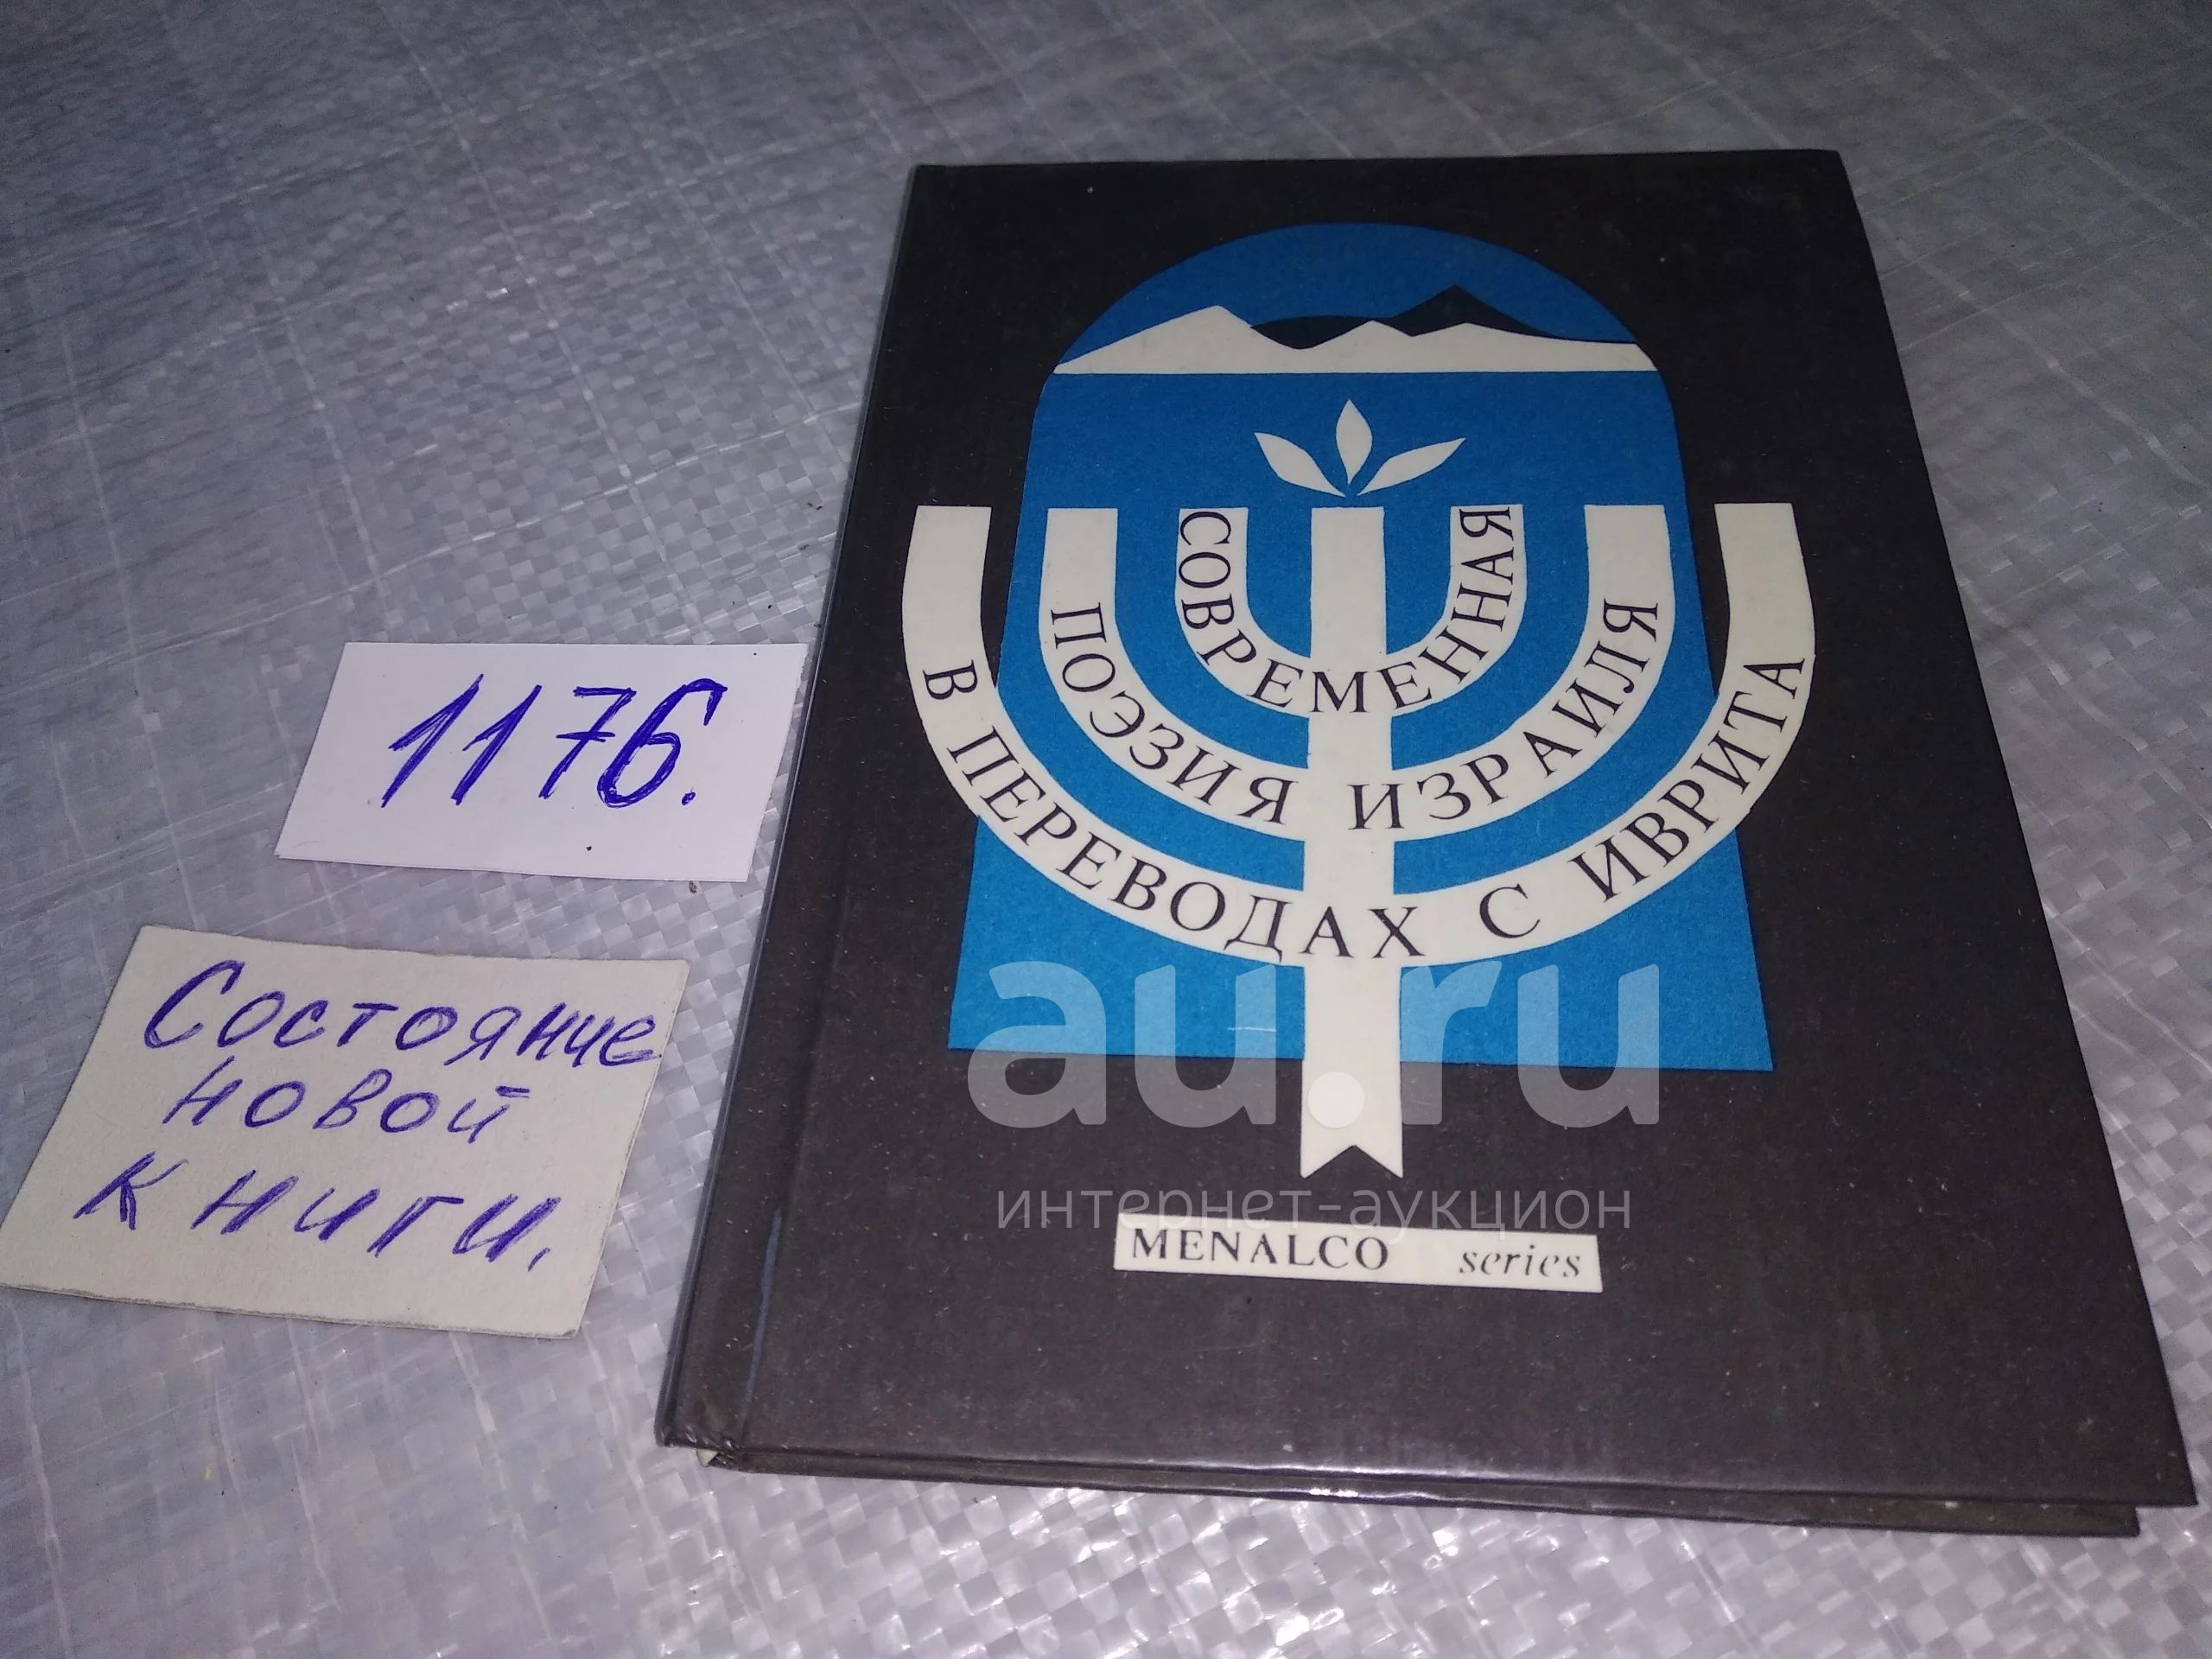 1176.
Состояние
новой
книги.
СОВРЕМЕННАЯ
ПОЭЗИЯ ИЗРАИЛЯ
В ПЕРЕВОДАХ С ИВРИТА
au.ru
интернет-аукцион
MENALCO series